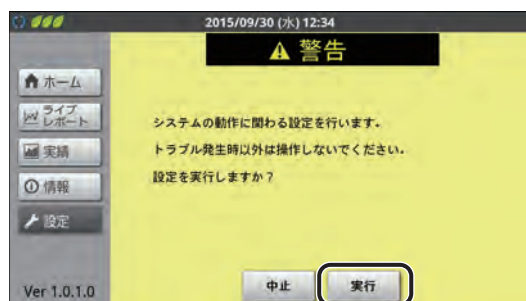 2015/09/30 (水) 12:34
警告
ホーム
ライブ
レポート
実績
情報
設定
システムの動作に関わる設定を行います。
トラブル発生時以外は操作しないでください。
設定を実行しますか？
中止
実行
Ver 1.0.1.0